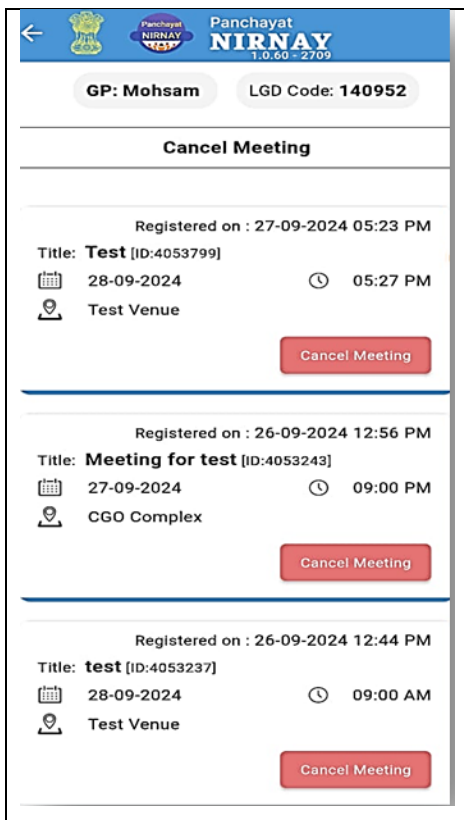 Panchayat
NIRNAY
Panchayat
NIRNAY
1.0.60 - 2709
GP: Mohsam LGD Code: 140952
Cancel Meeting
Registered on : 27-09-2024 05:23 PM
Title: Test [ID:4053799]
28-09-2024 05:27 PM
Test Venue
Cancel Meeting
Registered on : 26-09-2024 12:56 PM
Title: Meeting for test [ID:4053243]
27-09-2024 09:00 PM
CGO Complex
Cancel Meeting
Registered on : 26-09-2024 12:44 PM
Title: test [ID:4053237]
28-09-2024 09:00 AM
Test Venue
Cancel Meeting